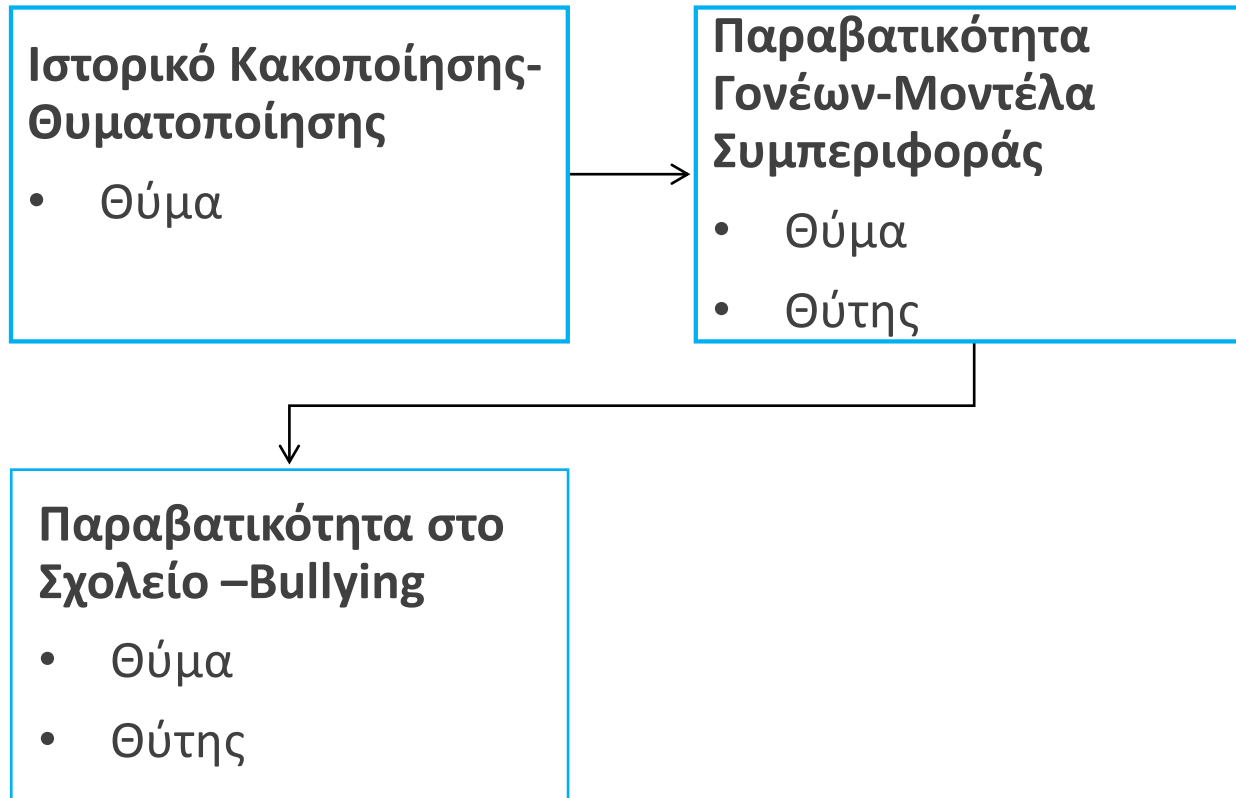 Ιστορικό Κακοποίησης-
Θυματοποίησης
• Θύμα
Παραβατικότητα
Γονέων-Μοντέλα
Συμπεριφοράς
• Θύμα
• Θύτης
Παραβατικότητα στο
Σχολείο –Bullying
• Θύμα
• Θύτης